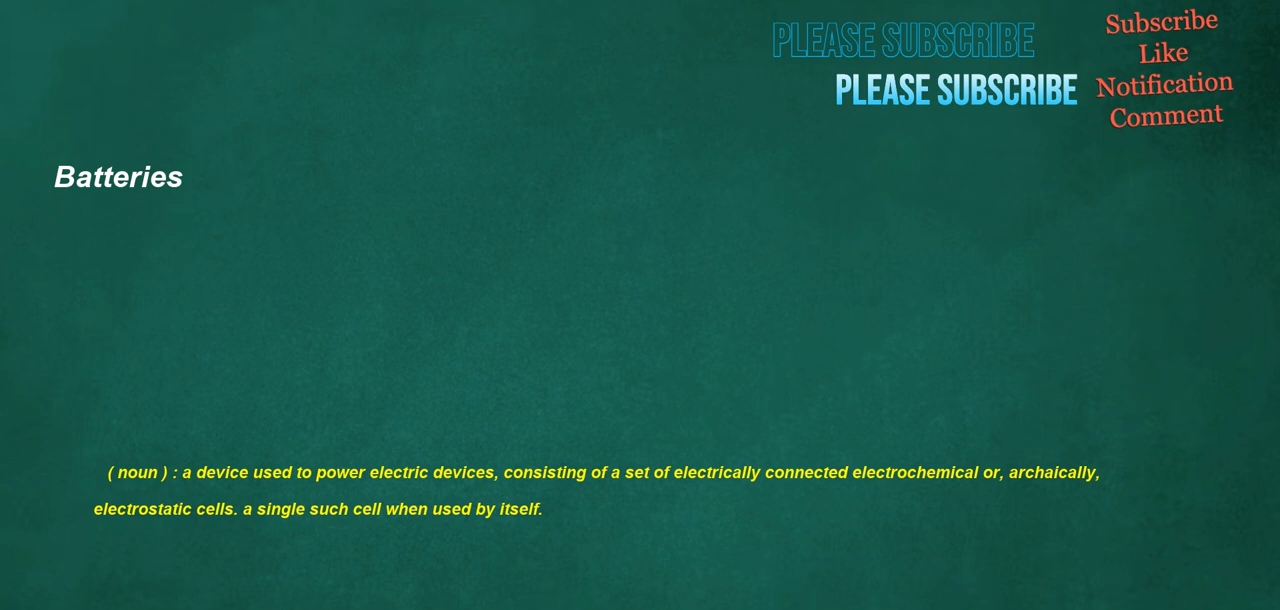 PLEASE SUBSCRIBE
PLEASE SUBSCRIBE
Subscribe
Like
Notification
Comment
Batteries
( noun ) : a device used to power electric devices, consisting of a set of electrically connected electrochemical or, archaically,
electrostatic cells. a single such cell when used by itself.